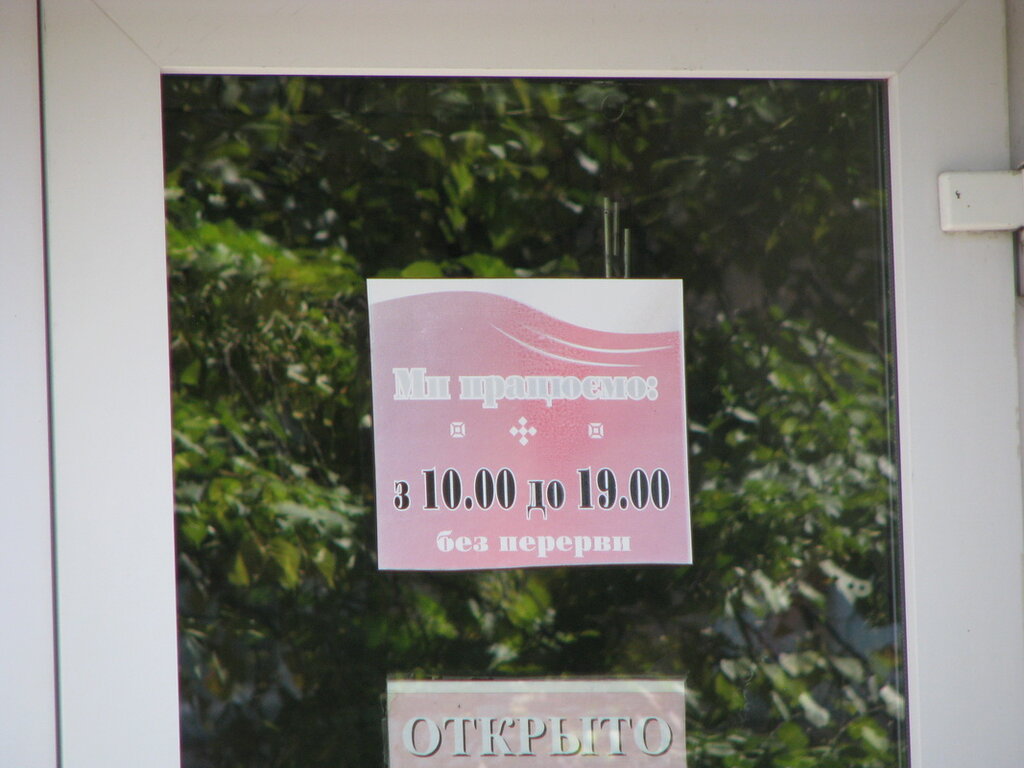 Ми працюємо:
з 10.00 до 19.00
без перерви
ОТКРЫТО